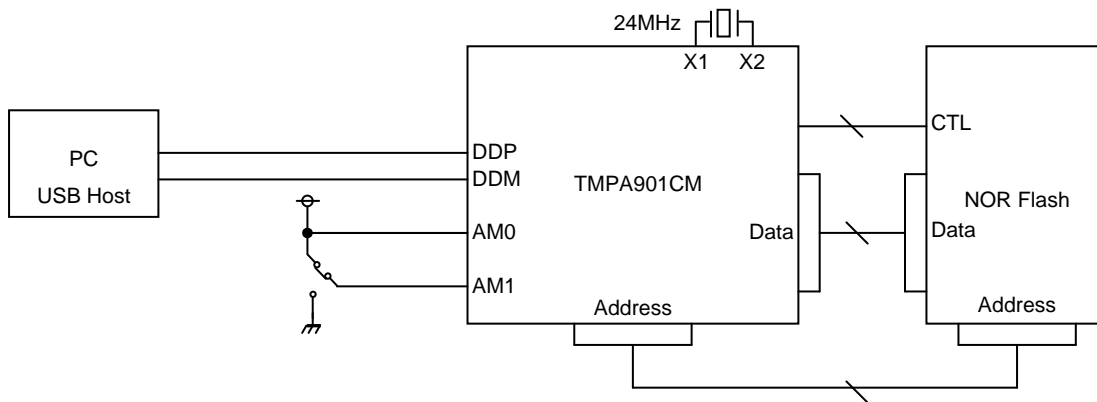 24MHz
X1 X2
PC
USB Host
DDP
DDM
AM0
AM1
TMPA901CM
Data
Address
CTL
NOR Flash
Data
Address